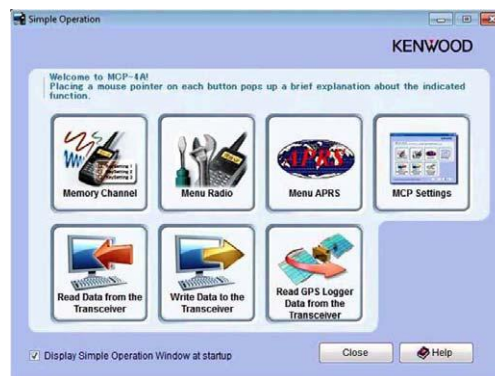 Simple Operation
KENWOOD
Welcome to MCP-4A!
Placing a mouse pointer on each button pops up a brief explanation about the indicated
function.
Memory Channel
Menu Radio
APRS
Menu APRS
MCP Settings
Read Data from the
Transceiver
Write Data to the
Transceiver
Read GPS Logger
Data from the
Transceiver
Display Simple Operation Window at startup
Close
Help